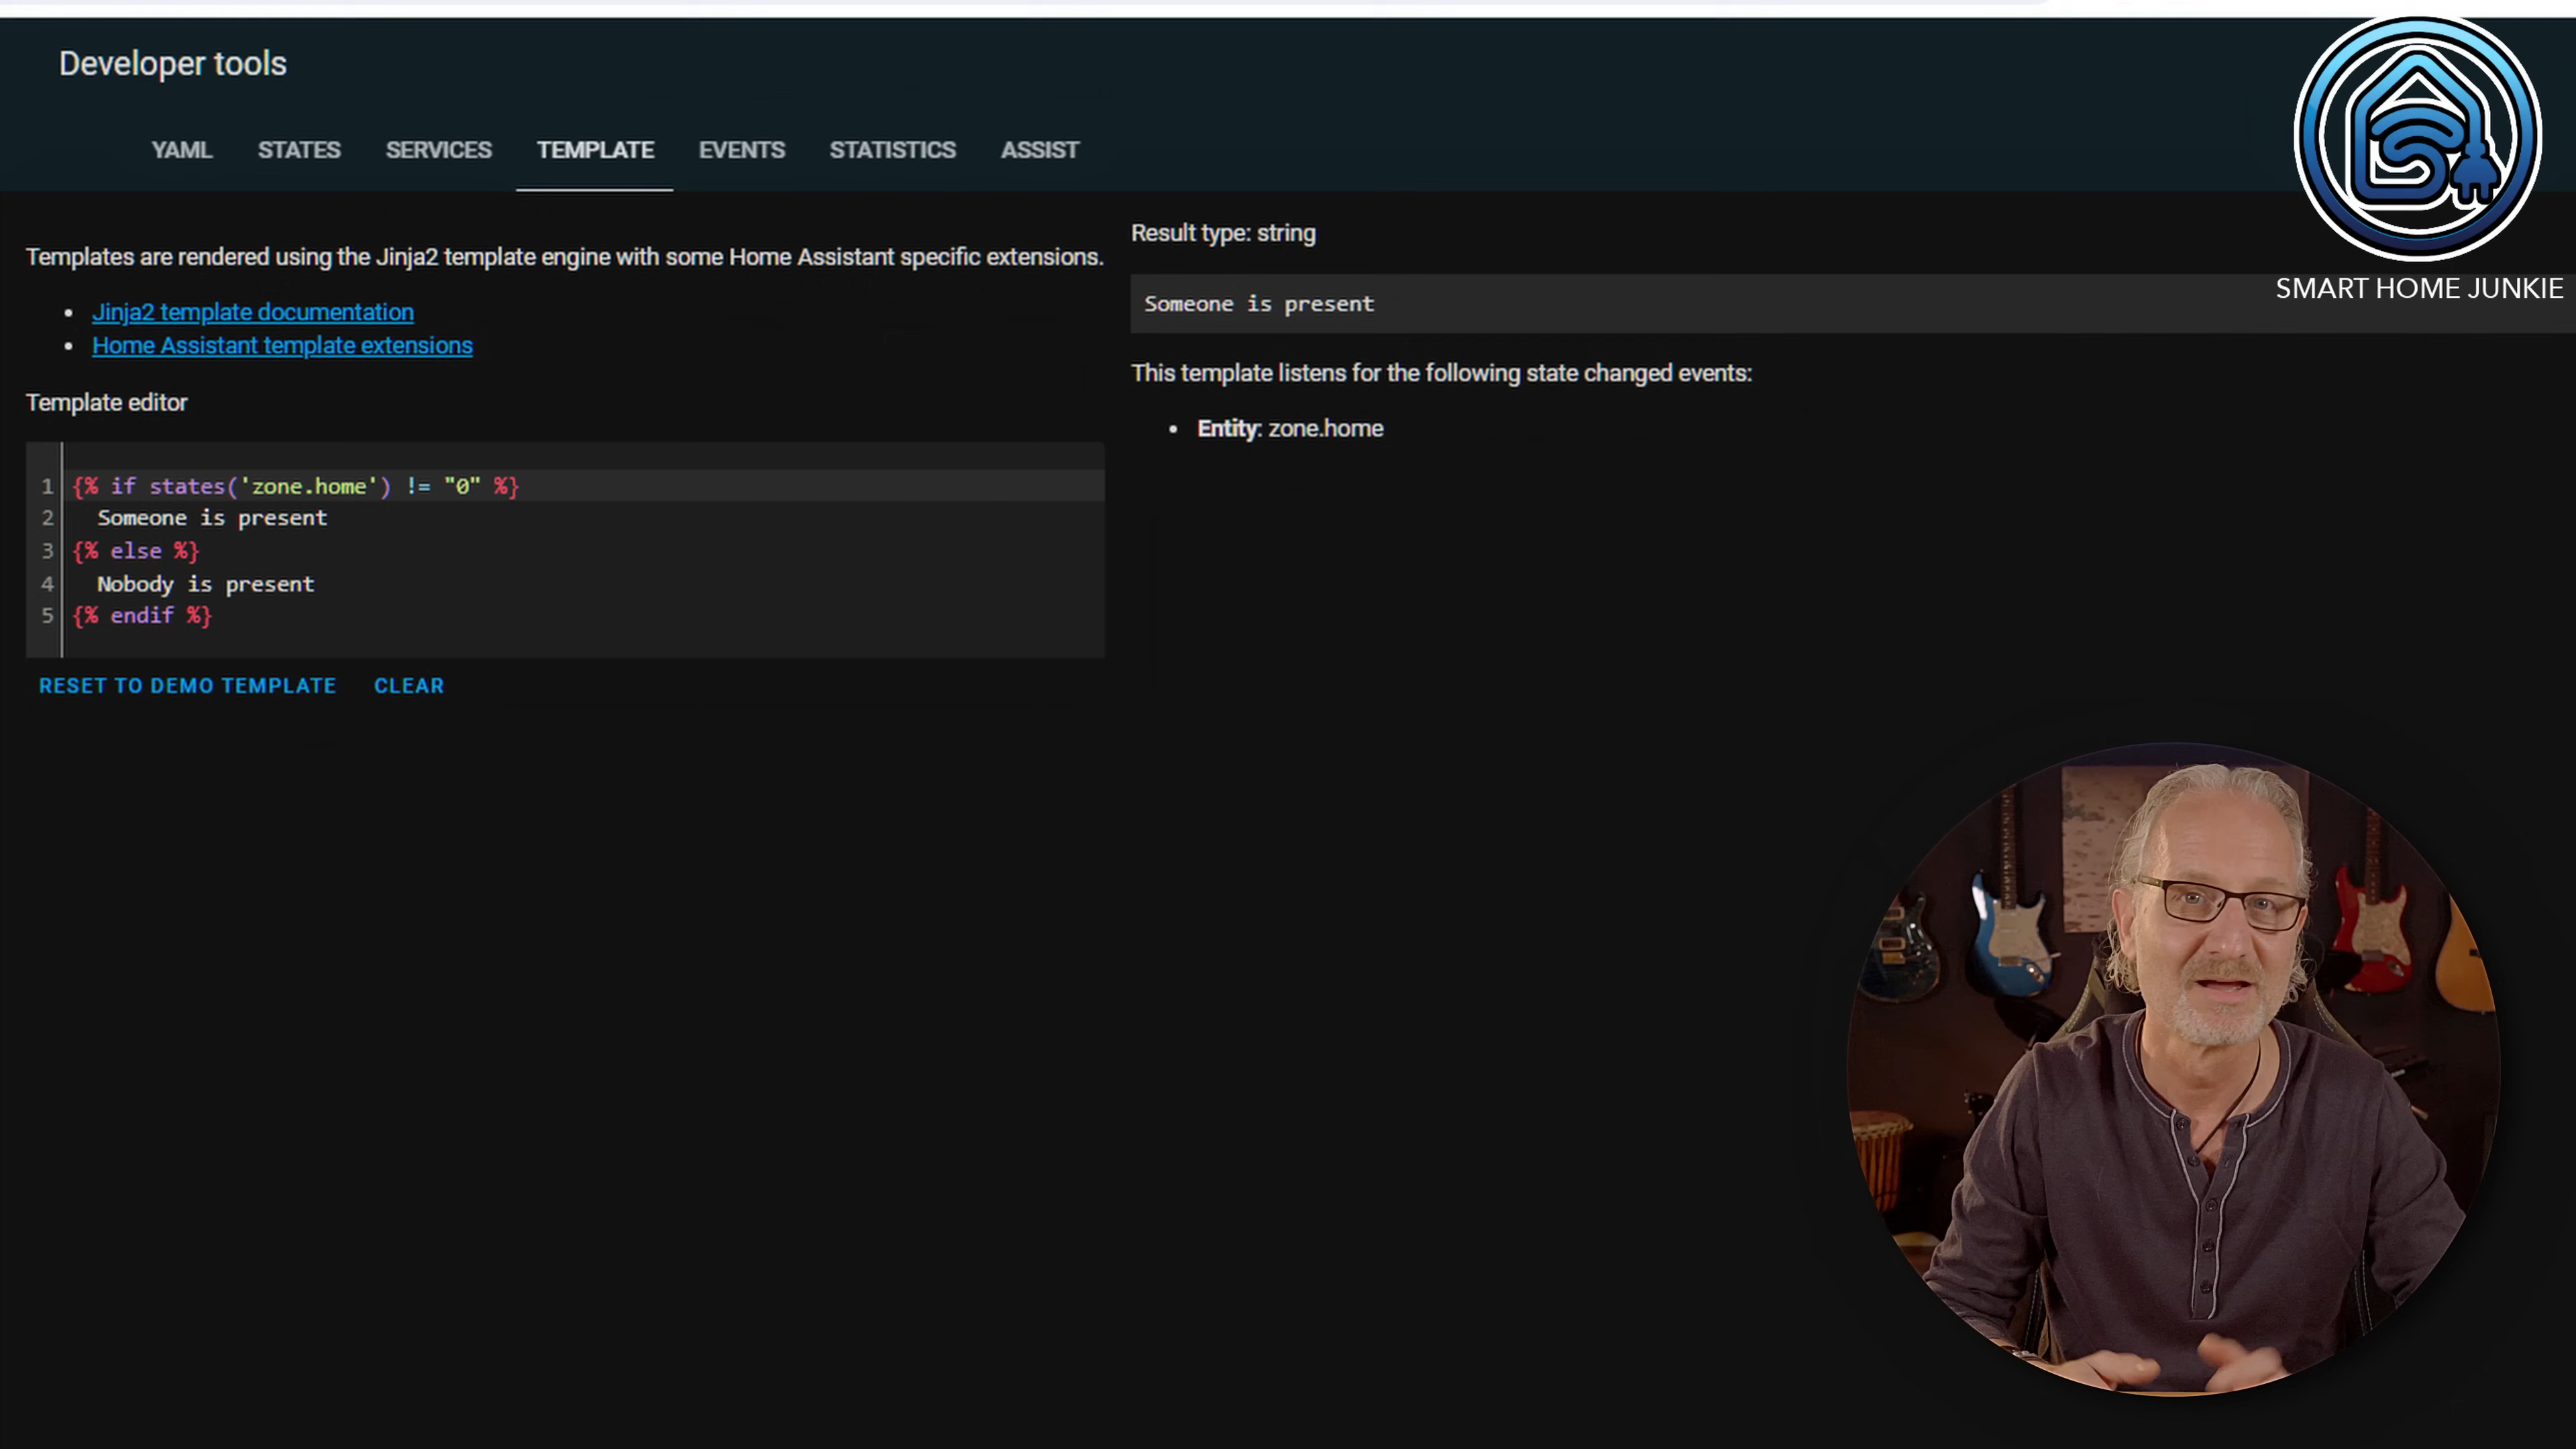 Developer tools
YAML STATES SERVICES TEMPLATE EVENTS STATISTICS ASSIST
SMART HOME JUNKIE
Templates are rendered using the Jinja2 template engine with some Home Assistant specific extensions.
• Jinja2 template documentation
• Home Assistant template extensions
Template editor
1 {% if states('zone.home') != "0" %}
2 Someone is present
3 {% else %}
4 Nobody is present
5 {% endif %}
RESET TO DEMO TEMPLATE CLEAR
Result type: string
Someone is present
This template listens for the following state changed events:
• Entity: zone.home